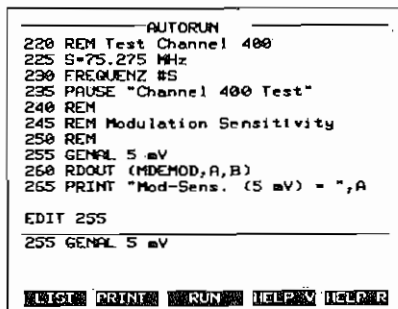 AUTORUN
220 REM Test Channel 400
225 S=75.275 MHz
230 FREQUENZ #S
235 PAUSE "Channel 400 Test"
240 REM
245 REM Modulation Sensitivity
250 REM
255 GENAL 5 mV
260 RDOUT (MDEMOD,A,B)
265 PRINT "Mod-Sens. (5 mV) = ",A
EDIT 255
255 GENAL 5 mV
LIST PRINT RUN HELP V HELP R